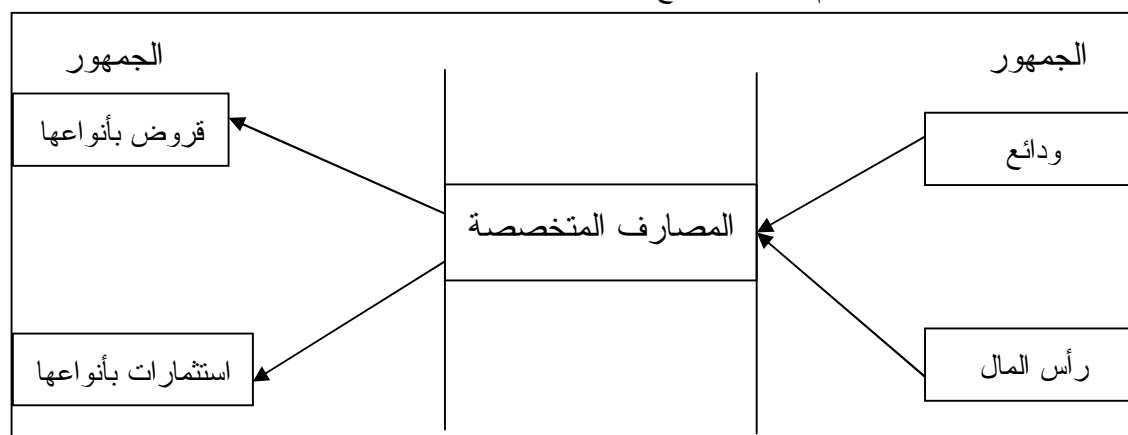 الجمهور
الجمهور
ودائع
قروض بأنواعها
المصارف المتخصصة
رأس المال
استثمارات بأنواعها